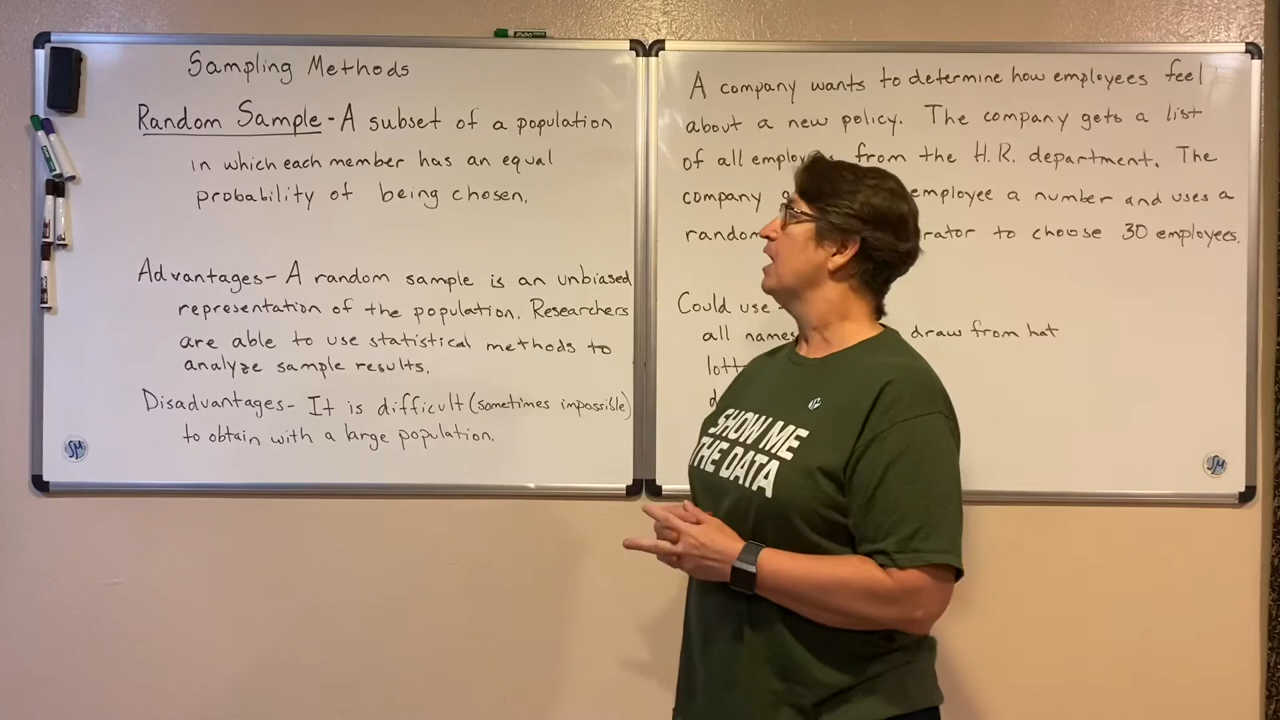 Sampling Methods
Random Sample - A subset of a population
in which each member has an equal
probability of being chosen.
Advantages - A random sample is an unbiased
representation of the population. Researchers
are able to use statistical methods to
analyze sample results.
Disadvantages - It is difficult (sometimes impossible)
to obtain with a large population.
SM
A company wants to determine how employees feel
about a new policy. The company gets a list
of all from the H.R. department. The
company employee a number and uses a
random to choose 30 employees.
Could use -
all names draw from hat
SM
SHOW ME
THE DATA